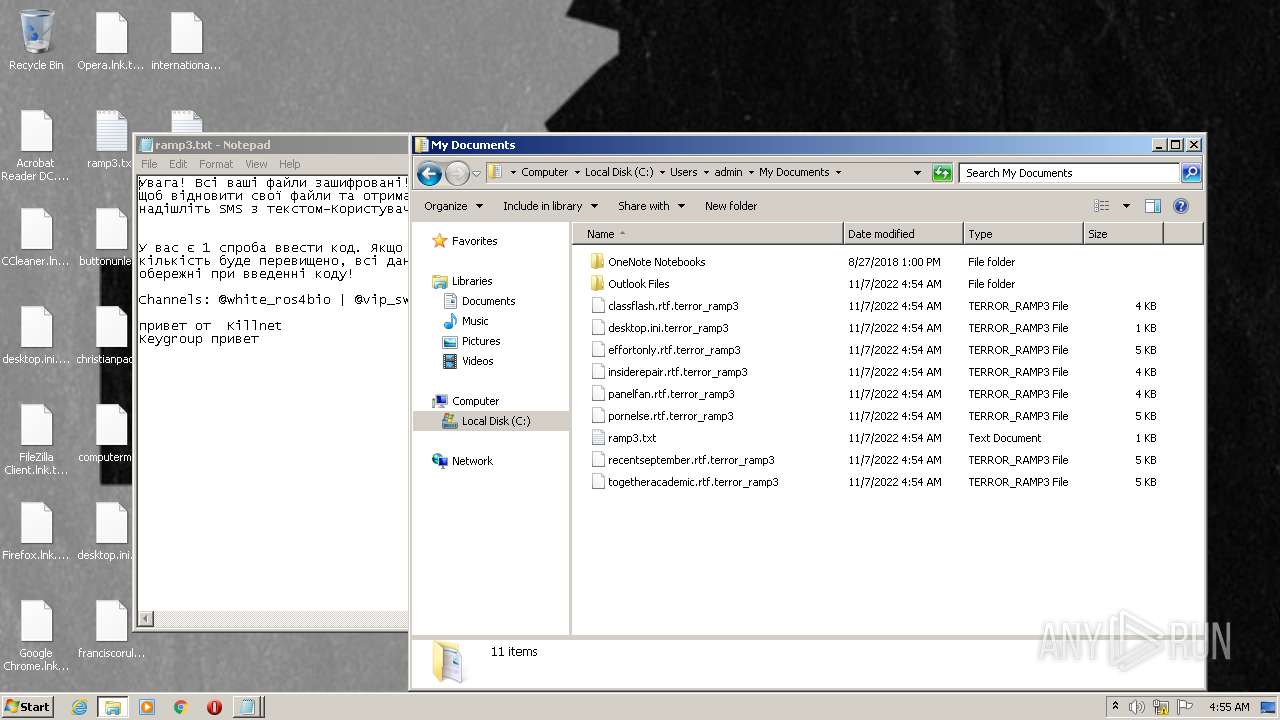 Recycle Bin
Opera.lnk.t...
internationa...
Acrobat
Reader DC....
ramp3.tx
CCleaner.ln...
buttonunle
desktop.ini....
christianpac
FileZilla
Client.lnk.t...
computerm
Firefox.lnk....
desktop.ini.
Google
Chrome.lnk...
franciscorul...
ramp3.txt - Notepad
File Edit Format View Help
Увага! Всі ваші файли зашифровані!
щоб відновити свої файли та отрима
надішліть SMS з текстом-користувач
У вас є 1 спроба ввести код. Якщо
кількість буде перевищено, всі дан
обережні при введенні коду!
Channels: @white_ros4bio | @vip_sw
привет от killnet
Keygroup привет
My Documents
Computer Local Disk (C:) Users admin My Documents
Search My Documents
Organize Include in library Share with New folder
Favorites
Libraries
Documents
Music
Pictures
Videos
Computer
Local Disk (C:)
Network
Name Date modified Type Size
OneNote Notebooks 8/27/2018 1:00 PM File folder
Outlook Files 11/7/2022 4:54 AM File folder
classflash.rtf.terror_ramp3 11/7/2022 4:54 AM TERROR_RAMP3 File 4 KB
desktop.ini.terror_ramp3 11/7/2022 4:54 AM TERROR_RAMP3 File 1 KB
effortonly.rtf.terror_ramp3 11/7/2022 4:54 AM TERROR_RAMP3 File 5 KB
insiderepair.rtf.terror_ramp3 11/7/2022 4:54 AM TERROR_RAMP3 File 4 KB
panelfan.rtf.terror_ramp3 11/7/2022 4:54 AM TERROR_RAMP3 File 4 KB
pornelse.rtf.terror_ramp3 11/7/2022 4:54 AM TERROR_RAMP3 File 5 KB
ramp3.txt 11/7/2022 4:54 AM Text Document 1 KB
recentseptember.rtf.terror_ramp3 11/7/2022 4:54 AM TERROR_RAMP3 File 5 KB
togetheracademic.rtf.terror_ramp3 11/7/2022 4:54 AM TERROR_RAMP3 File 5 KB
11 items
ANY RUN
Start
4:55 AM